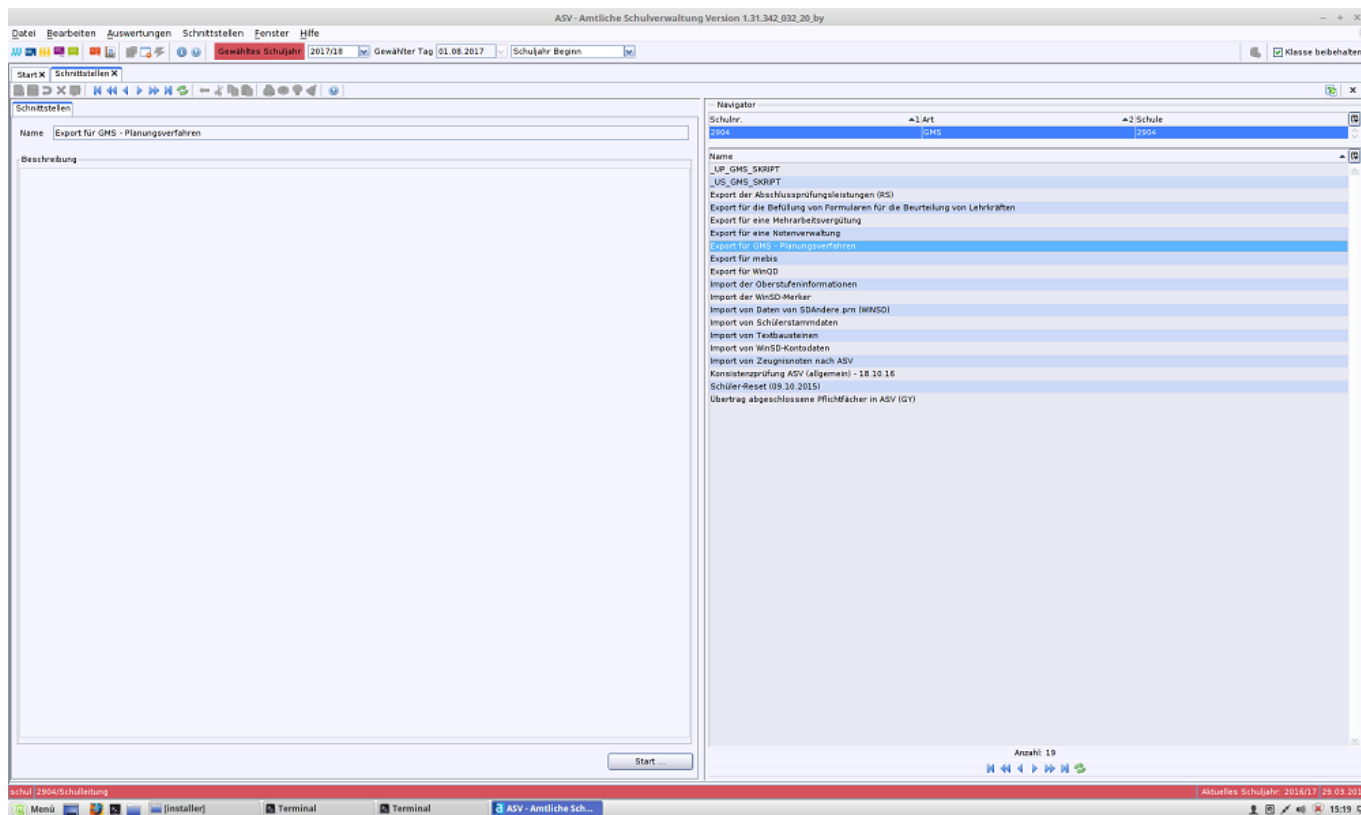 ASV - Amtliche Schulverwaltung Version 1.31.342_032_20_by
Datei Bearbeiten Auswertungen Schnittstellen Fenster Hilfe
Gewähltes Schuljahr 2017/18 Gewählter Tag 01.08.2017 Schuljahr Beginn Klasse beibehalten
Start Schnittstellen
Schnittstellen
Name Export für GMS - Planungsverfahren
Beschreibung
Start ...
Navigator
Schulnr. 1 Art 2 Schule
2904 GMS 2904
Name
_UP_GMS_SKRIPT
_US_GMS_SKRIPT
Export der Abschlussprüfungsleistungen (RS)
Export für die Befüllung von Formularen für die Beurteilung von Lehrkräften
Export für eine Mehrarbeitsvergütung
Export für eine Notenverwaltung
Export für GMS - Planungsverfahren
Export für mebis
Export für WinQD
Import der Oberstufeninformationen
Import der WinSD-Merker
Import von Daten von SDAndere.prn (WINSD)
Import von Schülerstammdaten
Import von Textbausteinen
Import von WinSD-Kontodaten
Import von Zeugnisnoten nach ASV
Konsistenzprüfung ASV (allgemein) - 18.10.16
Schüler-Reset (09.10.2015)
Übertrag abgeschlossene Pflichtfächer in ASV (GY)
Anzahl: 19
schul 2904/Schulleitung Aktuelles Schuljahr: 2016/17 29.03.201
Menü [installer] Terminal Terminal ASV - Amtliche Sch... 15:19